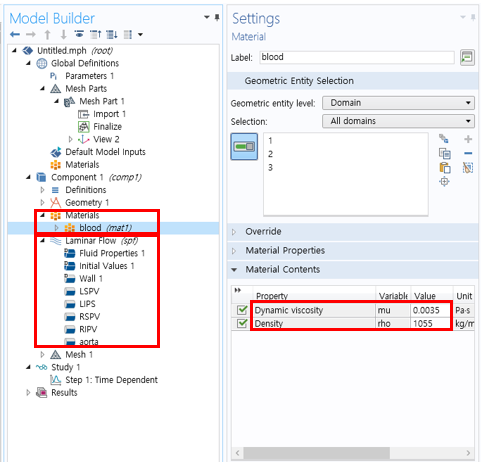 Model Builder
Untitled.mph (root)
Global Definitions
Pi Parameters 1
Mesh Parts
Mesh Part 1
Import 1
Finalize
View 2
Default Model Inputs
Materials
Component 1 (comp1)
Definitions
Geometry 1
Materials
blood (mat1)
Laminar Flow (spf)
Fluid Properties 1
Initial Values 1
Wall 1
LSPV
LIPS
RSPV
RIPV
aorta
Mesh 1
Study 1
Step 1: Time Dependent
Results
Settings
Material
Label: blood
Geometric Entity Selection
Geometric entity level: Domain
Selection: All domains
1
2
3
Override
Material Properties
Material Contents
Property Variable Value Unit
Dynamic viscosity mu 0.0035 Pa·s
Density rho 1055 kg/m